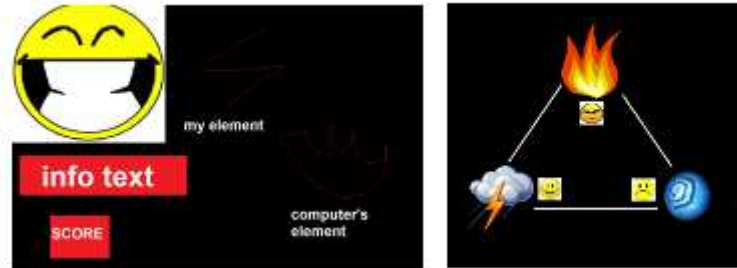 my element
info text
SCORE
computer's
element